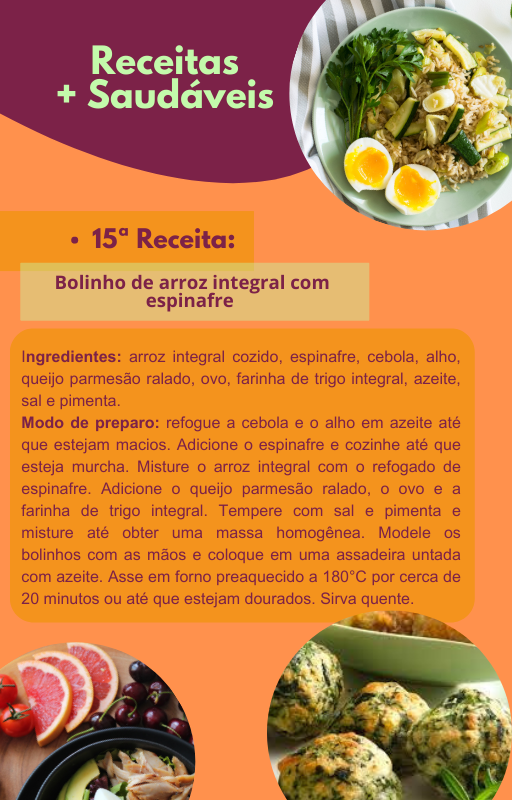 Receitas
+ Saudáveis
• 15ª Receita:
Bolinho de arroz integral com
espinafre
Ingredientes: arroz integral cozido, espinafre, cebola, alho,
queijo parmesão ralado, ovo, farinha de trigo integral, azeite,
sal e pimenta.
Modo de preparo: refogue a cebola e o alho em azeite até
que estejam macios. Adicione o espinafre e cozinhe até que
esteja murcha. Misture o arroz integral com o refogado de
espinafre. Adicione o queijo parmesão ralado, o ovo e a
farinha de trigo integral. Tempere com sal e pimenta e
misture até obter uma massa homogênea. Modele os
bolinhos com as mãos e coloque em uma assadeira untada
com azeite. Asse em forno preaquecido a 180°C por cerca de
20 minutos ou até que estejam dourados. Sirva quente.